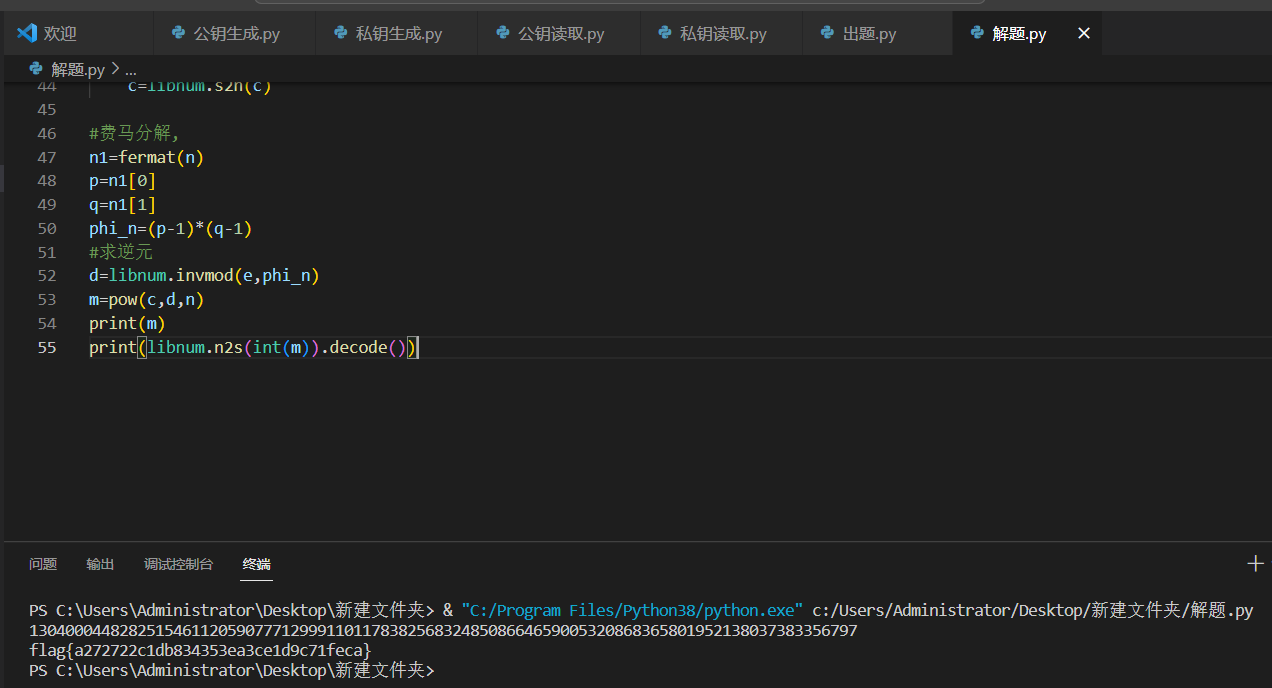 欢迎 公钥生成.py 私钥生成.py 公钥读取.py 私钥读取.py 出题.py 解题.py ×
解题.py > ...
44 c=libnum.s2n(c)
45
46 #费马分解,
47 n1=fermat(n)
48 p=n1[0]
49 q=n1[1]
50 phi_n=(p-1)*(q-1)
51 #求逆元
52 d=libnum.invmod(e,phi_n)
53 m=pow(c,d,n)
54 print(m)
55 print(libnum.n2s(int(m)).decode())
问题 输出 调试控制台 终端 +
PS C:\Users\Administrator\Desktop\新建文件夹> & "C:/Program Files/Python38/python.exe" c:/Users/Administrator/Desktop/新建文件夹/解题.py
13040004482825154611205907771299911011783825683248508664659005320868365801952138037383356797
flag{a272722c1db834353ea3ce1d9c71feca}
PS C:\Users\Administrator\Desktop\新建文件夹>